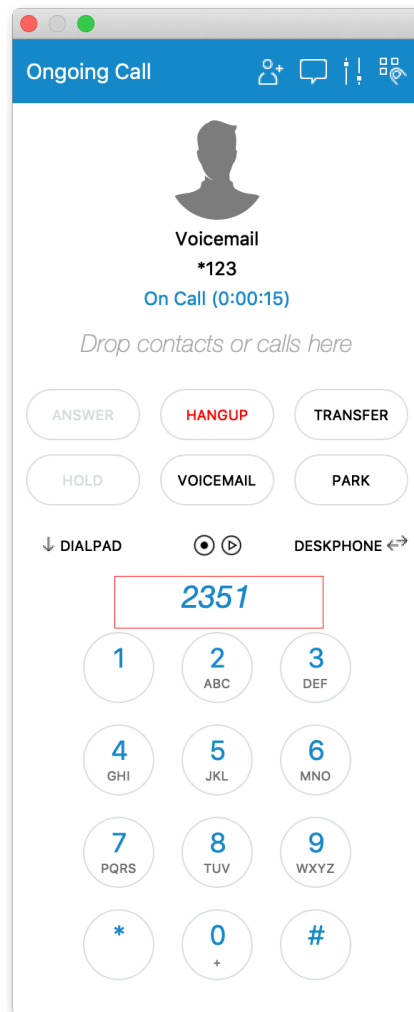 Ongoing Call
Voicemail
*123
On Call (0:00:15)
Drop contacts or calls here
ANSWER HANGUP TRANSFER
HOLD VOICEMAIL PARK
DIALPAD DESKPHONE
2351
1 2 3
ABC DEF
4 5 6
GHI JKL MNO
7 8 9
PQRS TUV WXYZ
* 0 #
+